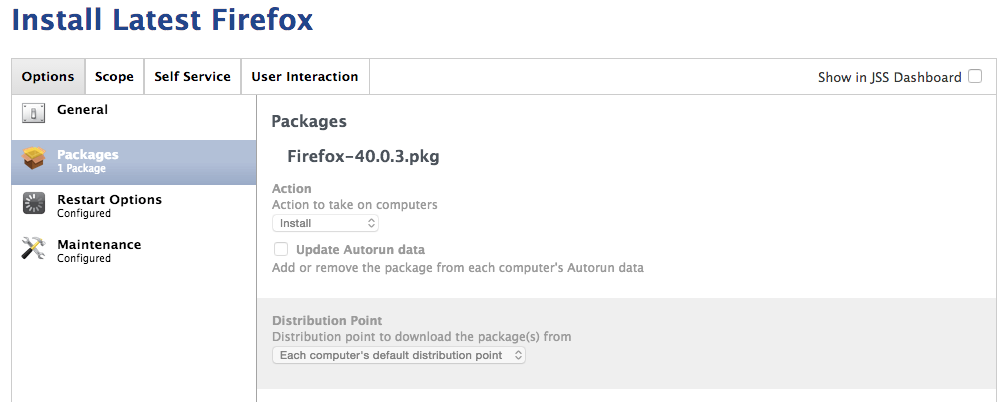 Install Latest Firefox
Options
Scope
Self Service
User Interaction
Show in JSS Dashboard
General
Packages
1 Package
Restart Options
Configured
Maintenance
Configured
Packages
Firefox-40.0.3.pkg
Action
Action to take on computers
Install
Update Autorun data
Add or remove the package from each computer's Autorun data
Distribution Point
Distribution point to download the package(s) from
Each computer's default distribution point